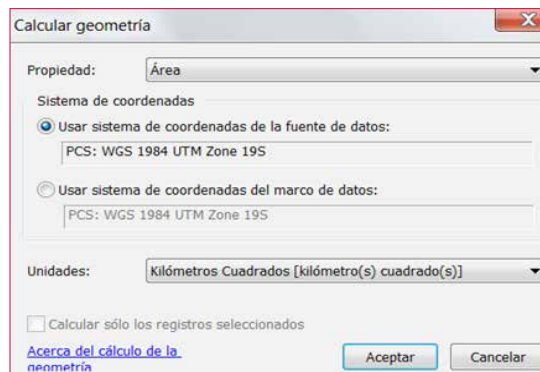 Calcular geometría
Propiedad: Área
Sistema de coordenadas
Usar sistema de coordenadas de la fuente de datos:
PCS: WGS 1984 UTM Zone 19S
Usar sistema de coordenadas del marco de datos:
PCS: WGS 1984 UTM Zone 19S
Unidades: Kilómetros Cuadrados [kilómetro(s) cuadrado(s)]
Calcular sólo los registros seleccionados
Acerca del cálculo de la
geometría
Aceptar Cancelar